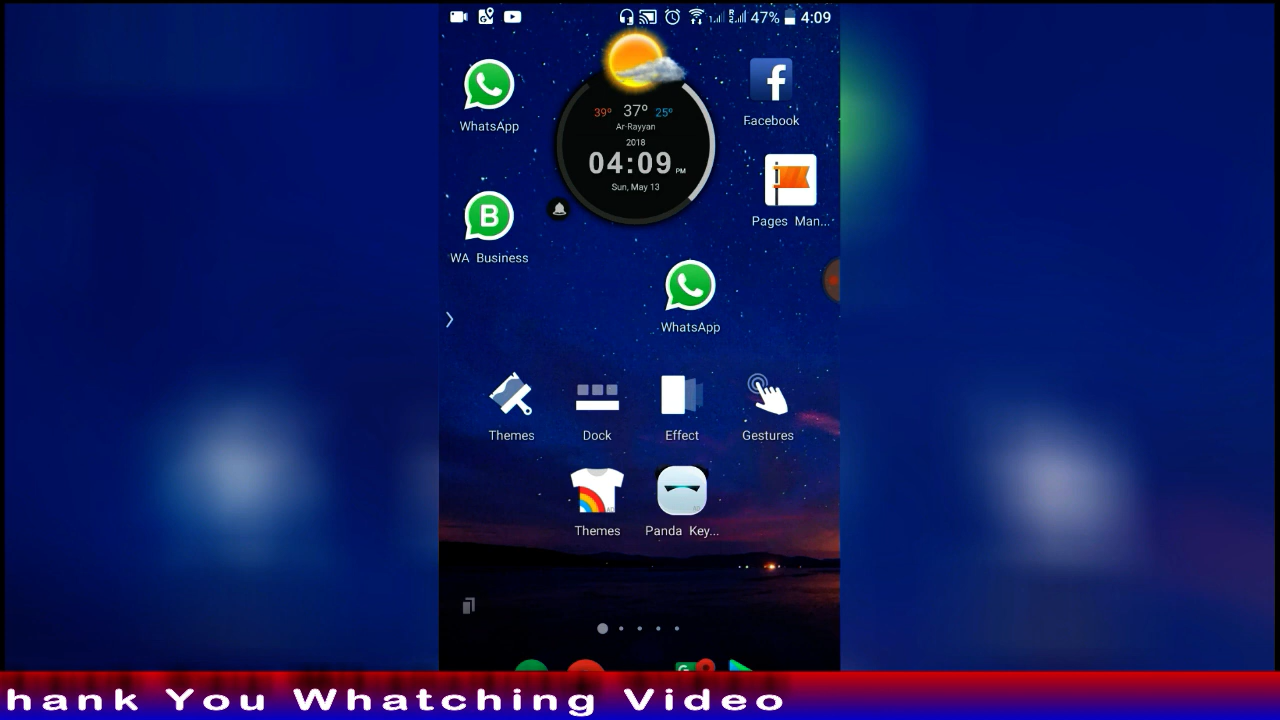 47% 4:09
39° 37° 25°
Ar-Rayyan
2018
04:09 PM
Sun, May 13
WhatsApp
Facebook
Pages Man...
WA Business
B
WhatsApp
Themes Dock Effect Gestures
Themes Panda Key...
hank You Whatching Video